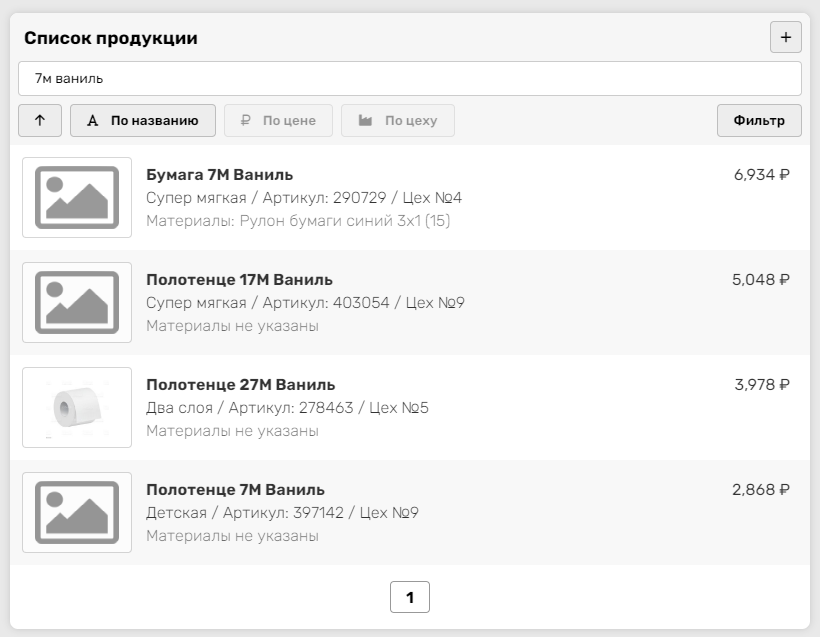 Список продукции
+
7м ваниль
По названию
₽ По цене
По цеху
Фильтр
Бумага 7М Ваниль
6,934 ₽
Супер мягкая / Артикул: 290729 / Цех №4
Материалы: Рулон бумаги синий 3x1 (15)
Полотенце 17М Ваниль
5,048 ₽
Супер мягкая / Артикул: 403054 / Цех №9
Материалы не указаны
Полотенце 27М Ваниль
3,978 ₽
Два слоя / Артикул: 278463 / Цех №5
Материалы не указаны
Полотенце 7М Ваниль
2,868 ₽
Детская / Артикул: 397142 / Цех №9
Материалы не указаны
1